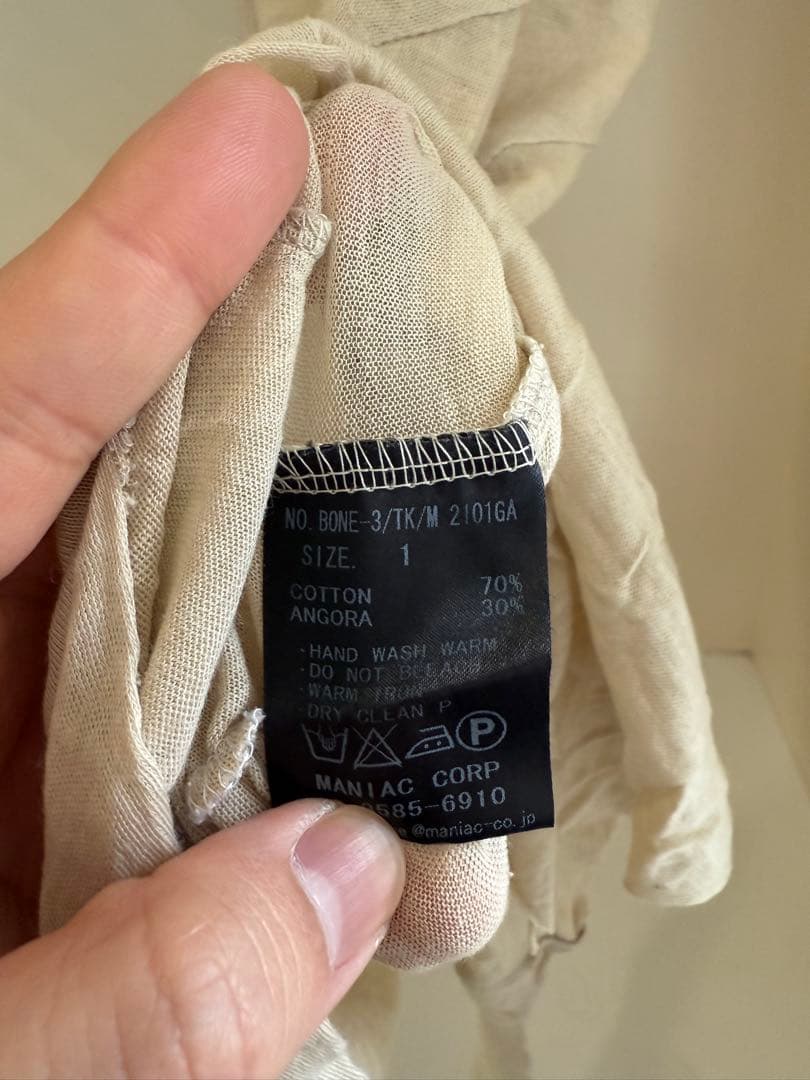 NO. BONE-3/TK/M 2101GA
SIZE. 1
COTTON 70%
ANGORA 30%
·HAND WASH WARM
·DO NOT BLEACH
·WARM IRON
·DRY CLEAN P
P
MANIAC CORP
585-6910
@maniac-co.jp